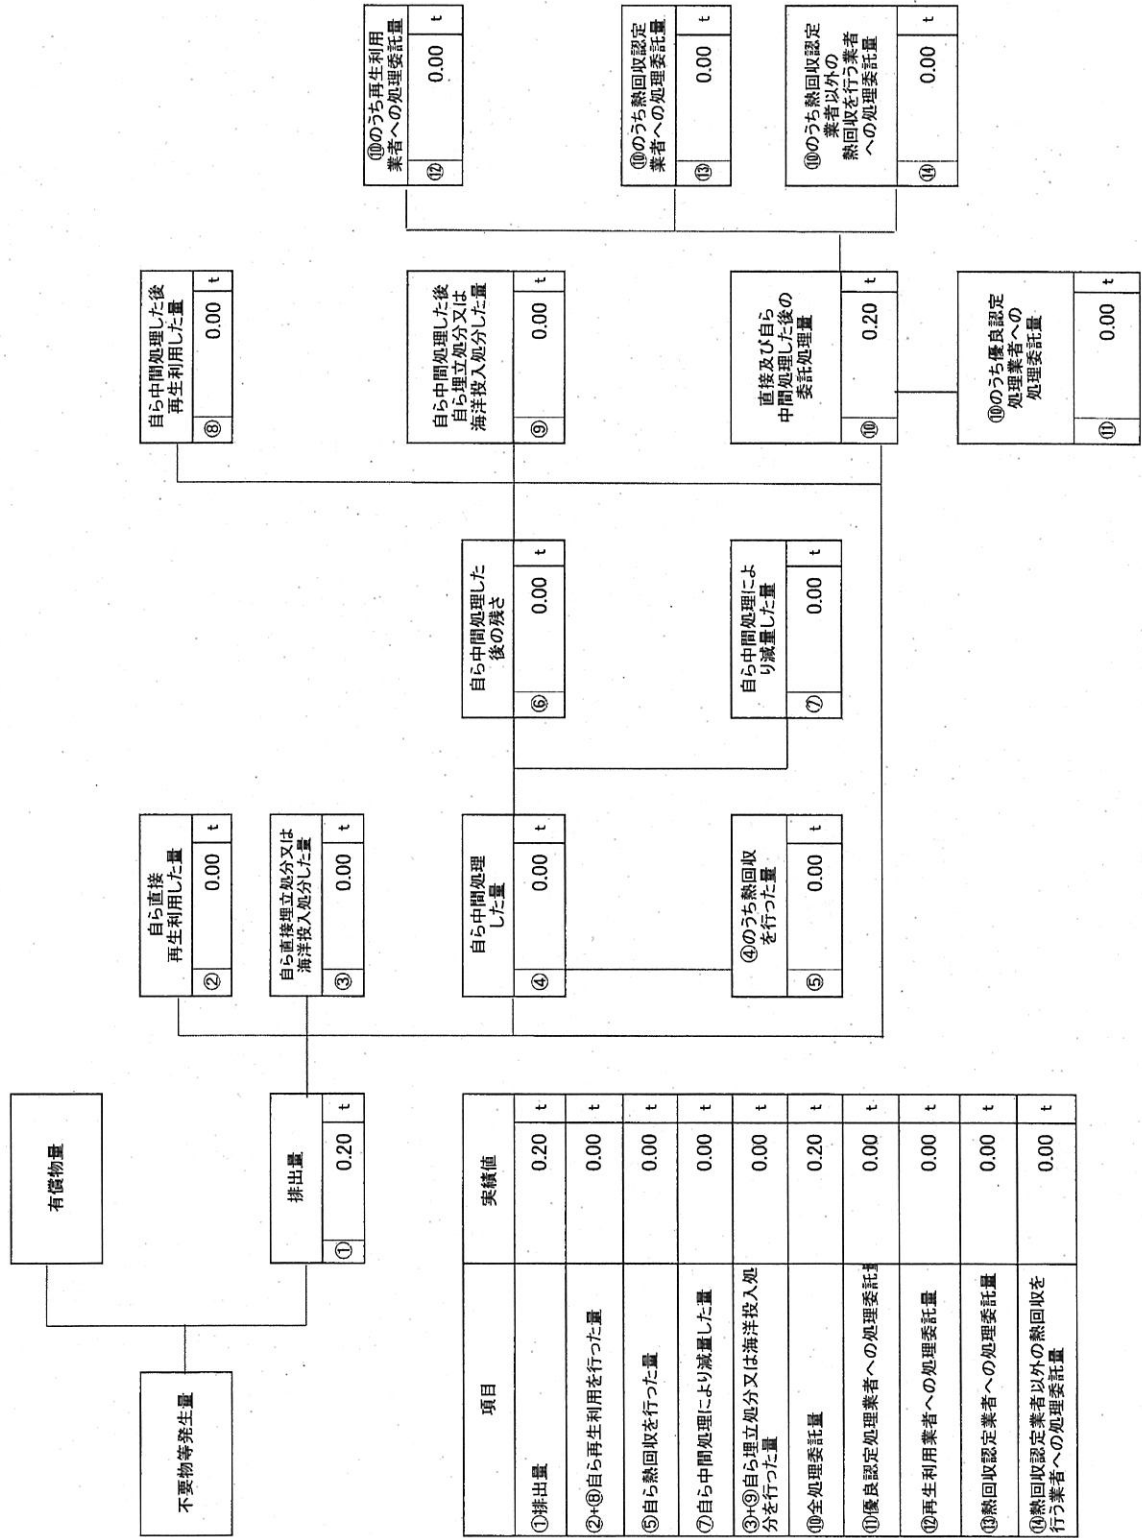 不要物等発生量
有償物量
排出量
① 0.20 t
自ら直接
再生利用した量
② 0.00 t
自ら直接埋立処分又は
海洋投入処分した量
③ 0.00 t
自ら中間処理
した量
④ 0.00 t
④のうち熱回収
を行った量
⑤ 0.00 t
自ら中間処理した
後の残さ
⑥ 0.00 t
自ら中間処理によ
り減量した量
⑦ 0.00 t
自ら中間処理した後
再生利用した量
⑧ 0.00 t
自ら中間処理した後
自ら埋立処分又は
海洋投入処分した量
⑨ 0.00 t
直接及び自ら
中間処理した後の
委託処理量
⑩ 0.20 t
⑩のうち優良認定
処理業者への
処理委託量
⑪ 0.00 t
⑩のうち再生利用
業者への処理委託量
⑫ 0.00 t
⑩のうち熱回収認定
業者への処理委託量
⑬ 0.00 t
⑩のうち熱回収認定
業者以外の
熱回収を行う業者
への処理委託量
⑭ 0.00 t
項目 実績値
①排出量 0.20 t
②+⑧自ら再生利用を行った量 0.00 t
⑤自ら熱回収を行った量 0.00 t
⑦自ら中間処理により減量した量 0.00 t
③+⑨自ら埋立処分又は海洋投入処
分を行った量 0.00 t
⑩全処理委託量 0.20 t
⑪優良認定処理業者への処理委託量 0.00 t
⑫再生利用業者への処理委託量 0.00 t
⑬熱回収認定業者への処理委託量 0.00 t
⑭熱回収認定業者以外の熱回収を
行う業者への処理委託量 0.00 t